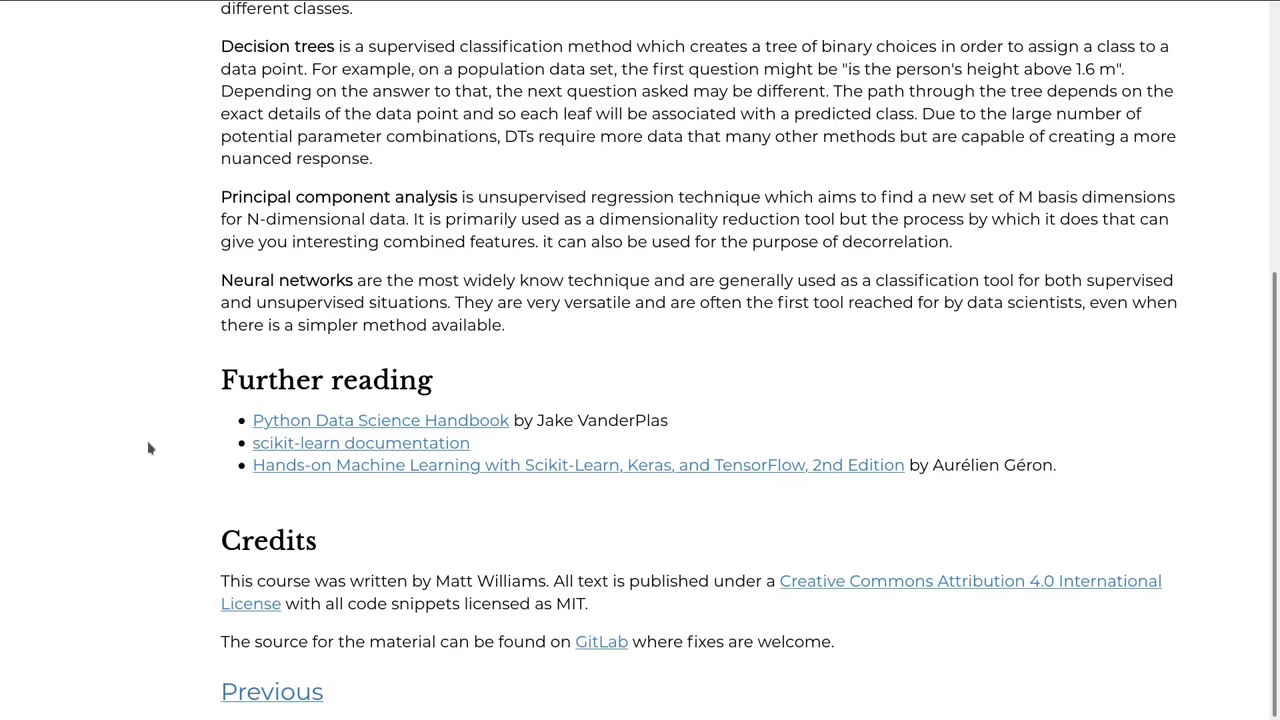 different classes.
Decision trees is a supervised classification method which creates a tree of binary choices in order to assign a class to a
data point. For example, on a population data set, the first question might be "is the person's height above 1.6 m".
Depending on the answer to that, the next question asked may be different. The path through the tree depends on the
exact details of the data point and so each leaf will be associated with a predicted class. Due to the large number of
potential parameter combinations, DTs require more data that many other methods but are capable of creating a more
nuanced response.
Principal component analysis is unsupervised regression technique which aims to find a new set of M basis dimensions
for N-dimensional data. It is primarily used as a dimensionality reduction tool but the process by which it does that can
give you interesting combined features. it can also be used for the purpose of decorrelation.
Neural networks are the most widely know technique and are generally used as a classification tool for both supervised
and unsupervised situations. They are very versatile and are often the first tool reached for by data scientists, even when
there is a simpler method available.
Further reading
• Python Data Science Handbook by Jake VanderPlas
• scikit-learn documentation
• Hands-on Machine Learning with Scikit-Learn, Keras, and TensorFlow, 2nd Edition by Aurélien Géron.
Credits
This course was written by Matt Williams. All text is published under a Creative Commons Attribution 4.0 International
License with all code snippets licensed as MIT.
The source for the material can be found on GitLab where fixes are welcome.
Previous